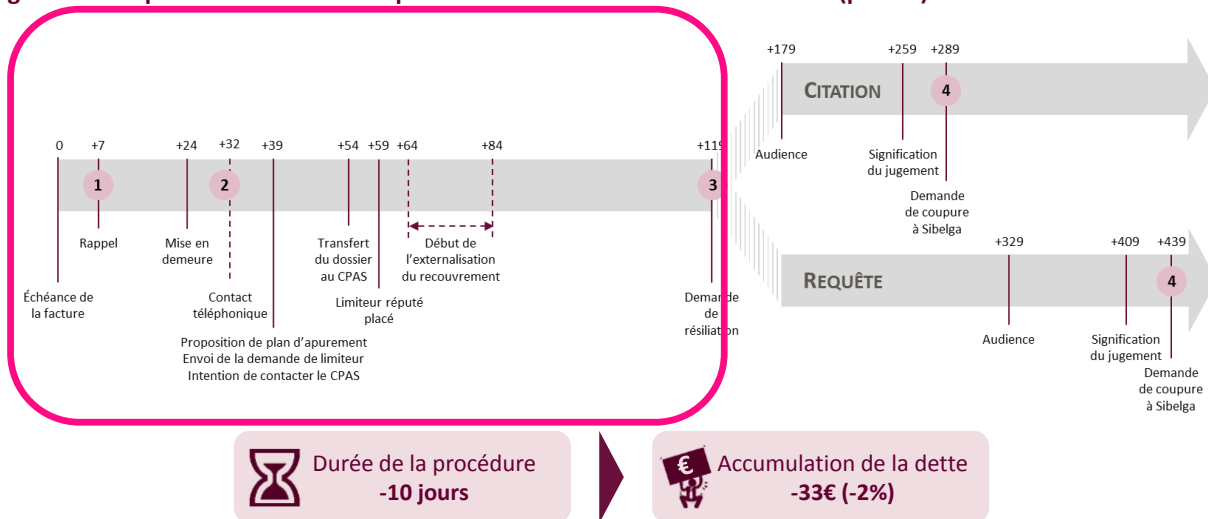 +179
+259
+289
CITATION
4
Audience
Signification
du jugement
Demande
de coupure
à Sibelga
0
+7
+24
+32
+39
+54
+59
+64
+84
+119
1
2
3
Rappel
Mise en
demeure
Transfert
du dossier
au CPAS
Début de
l'externalisation
du recouvrement
Échéance de
la facture
Contact
téléphonique
Limiteur réputé
placé
Demande
de
résiliation
Proposition de plan d'apurement
Envoi de la demande de limiteur
Intention de contacter le CPAS
+329
+409
+439
REQUÊTE
4
Audience
Signification
du jugement
Demande
de coupure
à Sibelga
Durée de la procédure
-10 jours
€
Accumulation de la dette
-33€ (-2%)